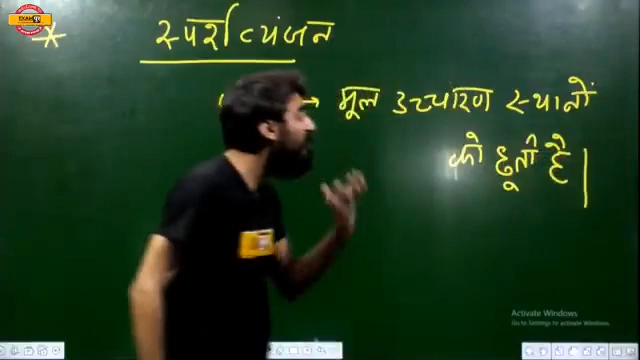 * स्पर्श व्यंजन
→ मूल उच्चारण स्थानों
को छूती है।
Activate Windows
Go to Settings to activate Windows.